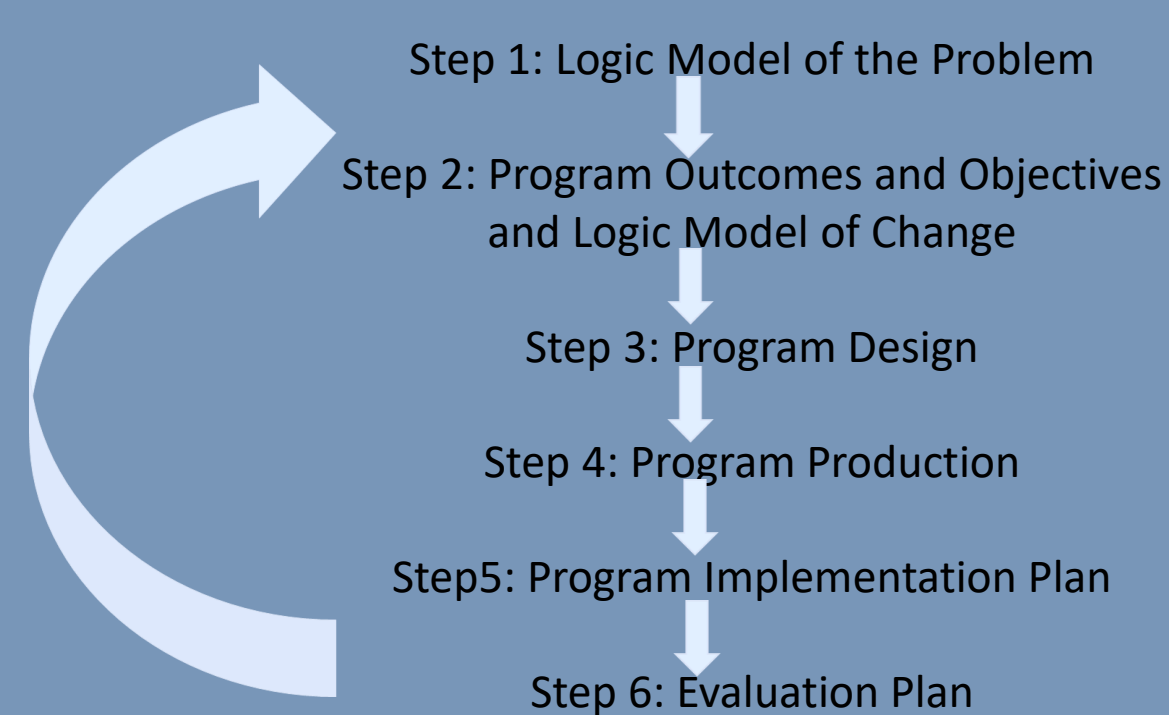 Step 1: Logic Model of the Problem
Step 2: Program Outcomes and Objectives
and Logic Model of Change
Step 3: Program Design
Step 4: Program Production
Step5: Program Implementation Plan
Step 6: Evaluation Plan